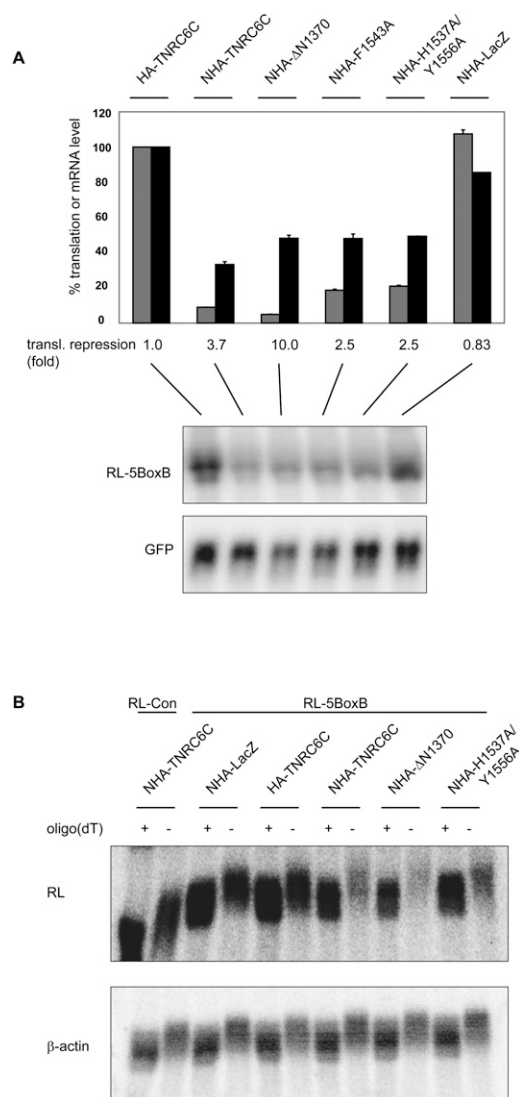 A
HA-TNRC6C
NHA-TNRC6C
NHA-ΔN1370
NHA-F1543A
NHA-H1537A/
Y1556A
NHA-LacZ
% translation or mRNA level
100
80
60
40
20
0
transl. repression 1.0 3.7 10.0 2.5 2.5 0.83
(fold)
RL-5BoxB
GFP
B
RL-Con RL-5BoxB
NHA-TNRC6C
NHA-LacZ
HA-TNRC6C
NHA-TNRC6C
NHA-ΔN1370
NHA-H1537A/
Y1556A
oligo(dT) + - + - + - + - + - + -
RL
β-actin